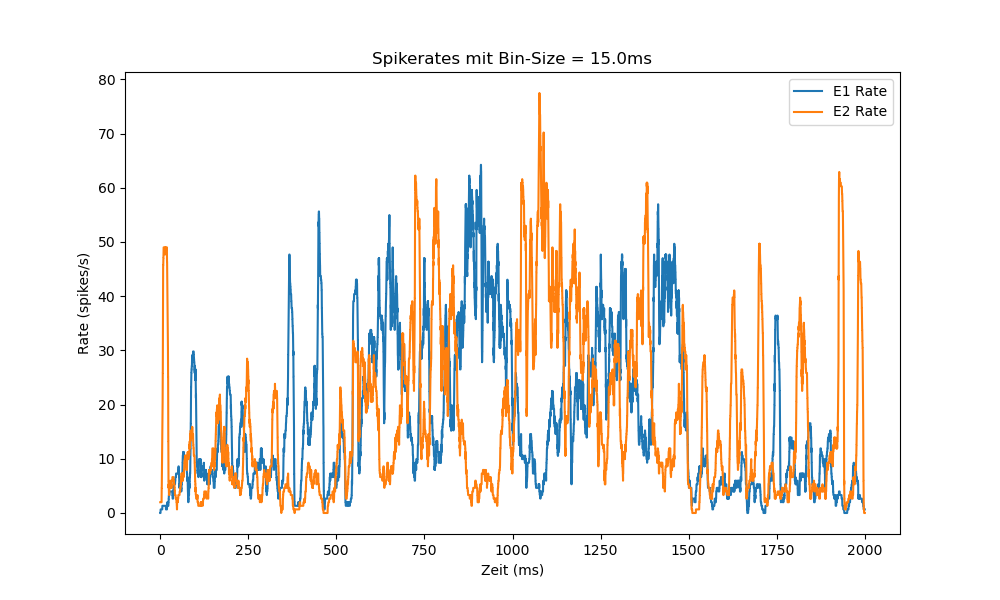 Spikerates mit Bin-Size = 15.0ms
E1 Rate
E2 Rate
80
70
60
50
40
30
20
10
0
Rate (spikes/s)
0 250 500 750 1000 1250 1500 1750 2000
Zeit (ms)